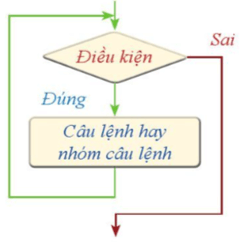 Điều kiện
Sai
Đúng
Câu lệnh hay
nhóm câu lệnh